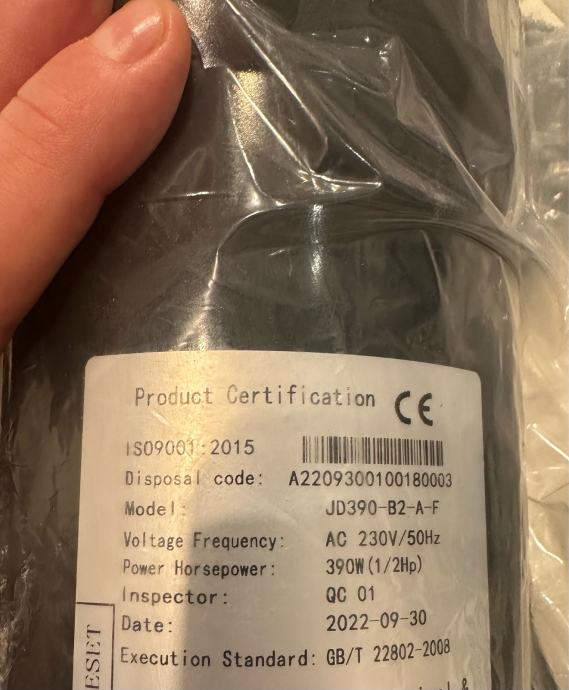 Product Certification CE
ISO9001:2015
Disposal code: A2209300100180003
Model: JD390-B2-A-F
Voltage Frequency: AC 230V/50Hz
Power Horsepower: 390W(1/2Hp)
Inspector: QC 01
Date: 2022-09-30
Execution Standard: GB/T 22802-2008
&
ESET